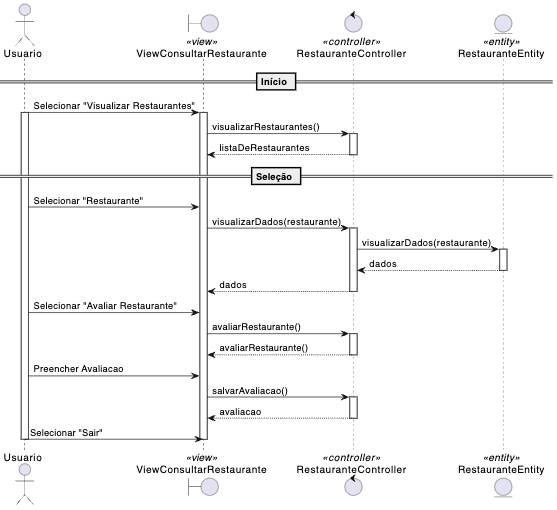 «view»
«controller»
«entity»
Usuario
ViewConsultarRestaurante
RestauranteController
RestauranteEntity
Início
Selecionar "Visualizar Restaurantes"
visualizarRestaurantes()
listaDeRestaurantes
Seleção
Selecionar "Restaurante"
visualizarDados(restaurante)
visualizarDados(restaurante)
dados
dados
Selecionar "Avaliar Restaurante"
avaliarRestaurante()
avaliarRestaurante()
Preencher Avaliacao
salvarAvaliacao()
avaliacao
Selecionar "Sair"
Usuario
«view»
«controller»
«entity»
ViewConsultarRestaurante
RestauranteController
RestauranteEntity